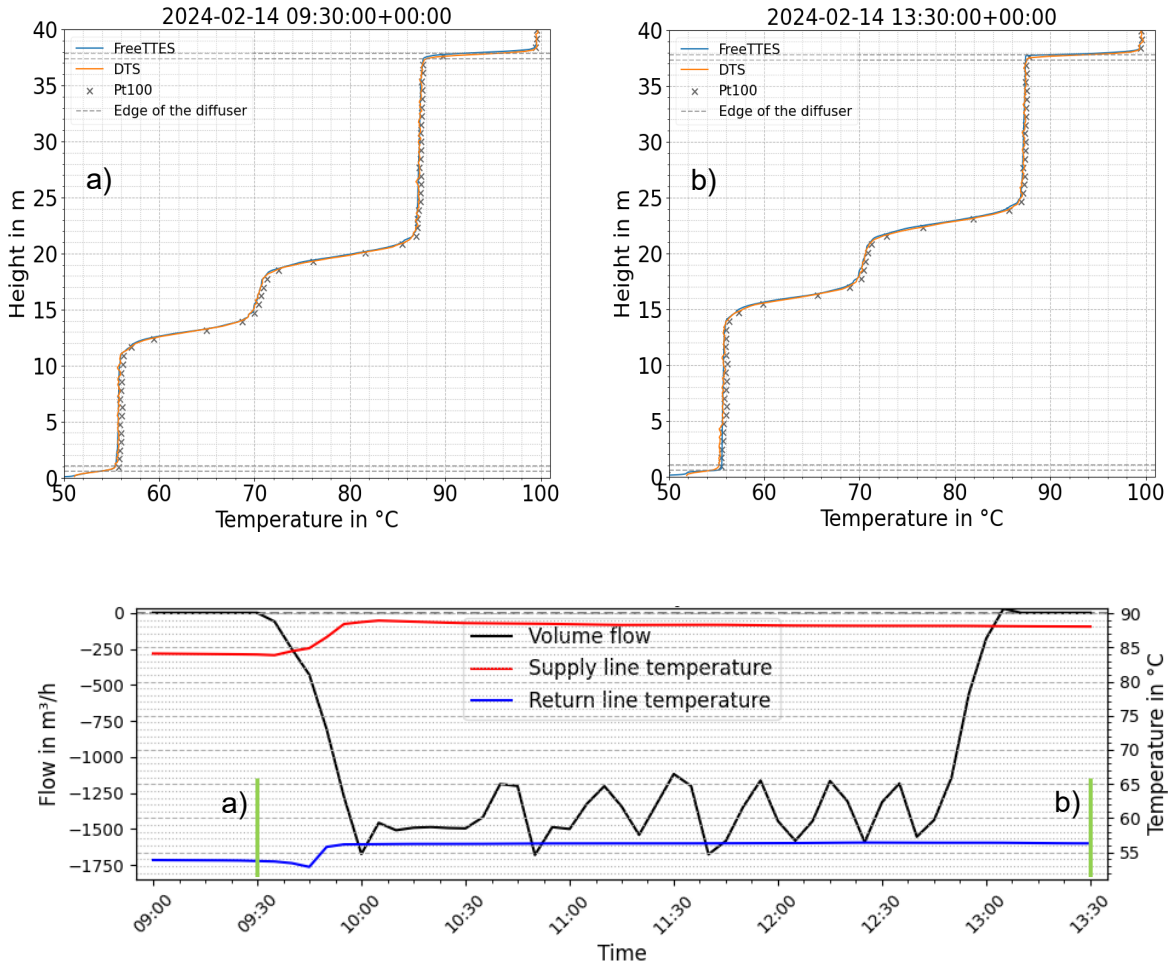 2024-02-14 09:30:00+00:00
40
35
30
25
20
15
10
5
0
Height in m
FreeTTES
DTS
Pt100
Edge of the diffuser
a)
50 60 70 80 90 100
Temperature in °C
2024-02-14 13:30:00+00:00
40
35
30
25
20
15
10
5
0
Height in m
FreeTTES
DTS
Pt100
Edge of the diffuser
b)
50 60 70 80 90 100
Temperature in °C
0
−250
−500
−750
−1000
−1250
−1500
−1750
Flow in m³/h
Volume flow
Supply line temperature
Return line temperature
a)
b)
90
85
80
75
70
65
60
55
Temperature in °C
09:00 09:30 10:00 10:30 11:00 11:30 12:00 12:30 13:00 13:30
Time